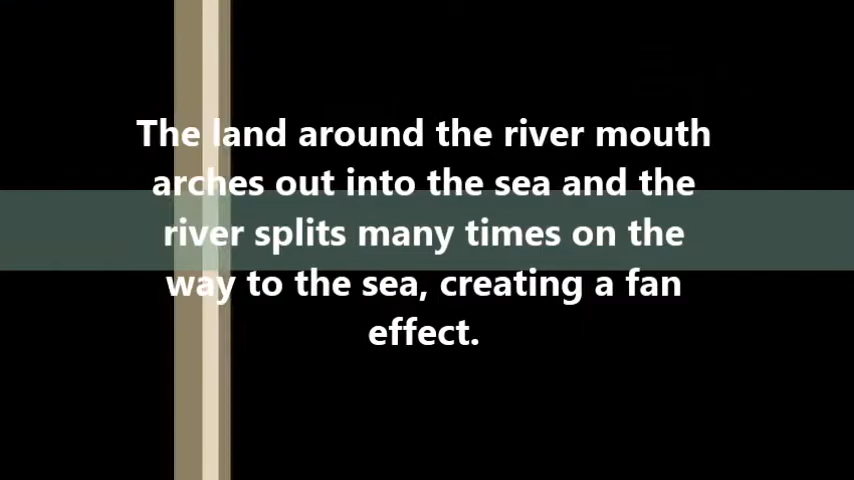 The land around the river mouth
arches out into the sea and the
river splits many times on the
way to the sea, creating a fan
effect.